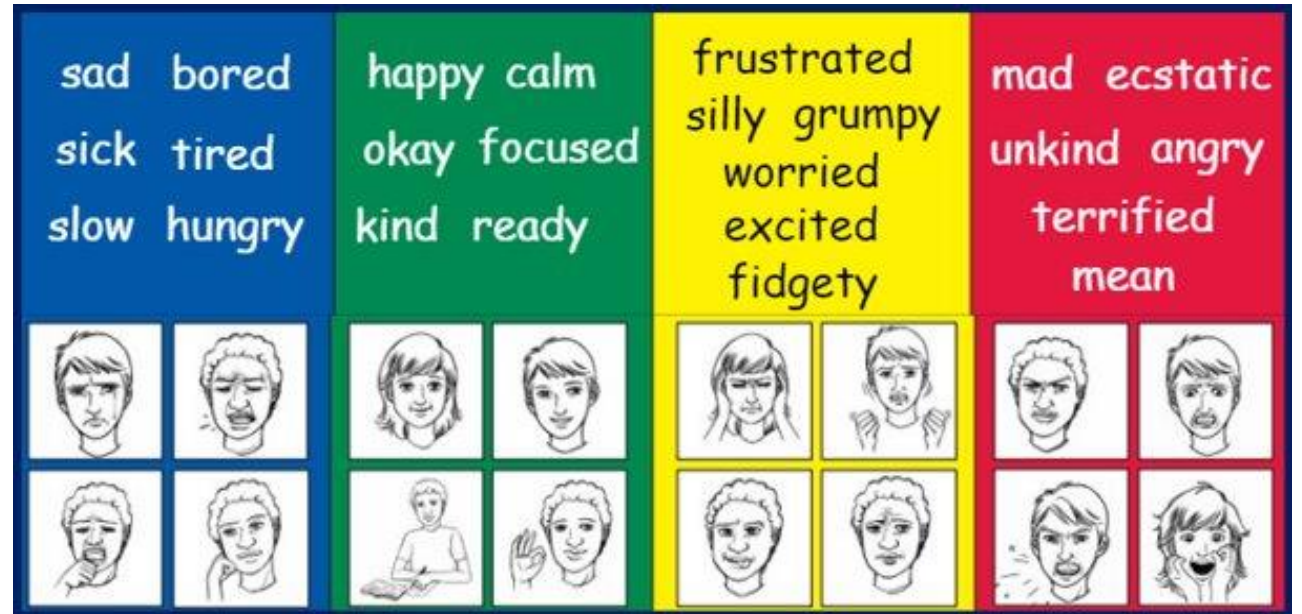 sad bored
sick tired
slow hungry
happy calm
okay focused
kind ready
frustrated
silly grumpy
worried
excited
fidgety
mad ecstatic
unkind angry
terrified
mean